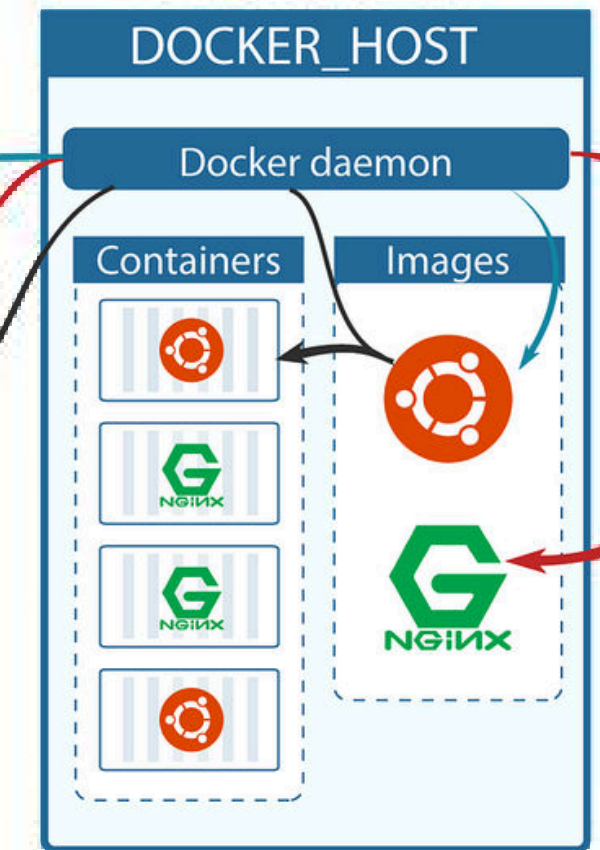 DOCKER_HOST
Docker daemon
Containers
Images
NGiNX
NGiNX
NGiNX